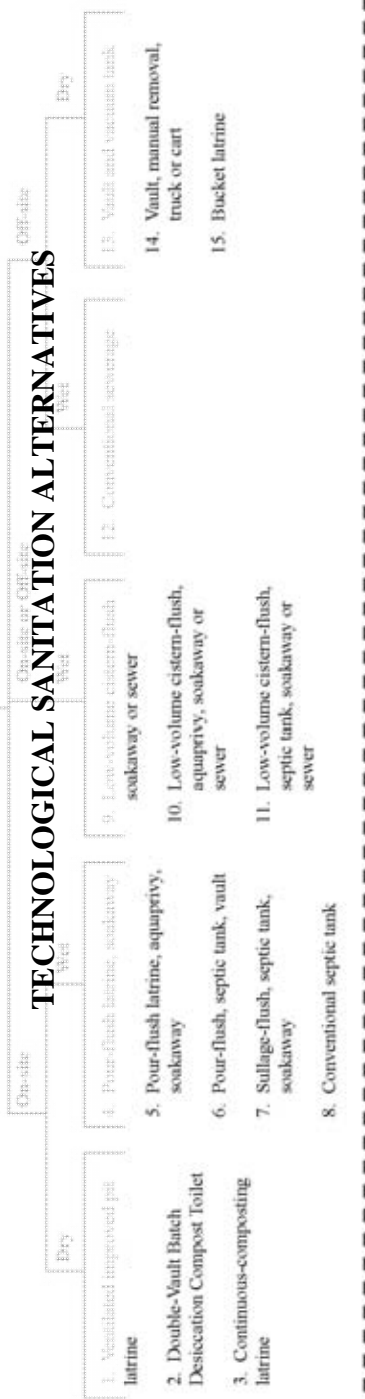 TECHNOLOGICAL SANITATION ALTERNATIVES
On-site
On-site or Off-site
Off-site
Dry
Wet
Wet
Wet
Dry
1. Ventilated improved pit
latrine
2. Double-Vault Batch
Desiccation Compost Toilet
3. Continuous-composting
latrine
4. Pour-flush latrine, soakaway
5. Pour-flush latrine, aquaprivy,
soakaway
6. Pour-flush, septic tank, vault
7. Sullage-flush, septic tank,
soakaway
8. Conventional septic tank
9. Low-volume cistern-flush
soakaway or sewer
10. Low-volume cistern-flush,
aquaprivy, soakaway or
sewer
11. Low-volume cistern-flush,
septic tank, soakaway or
sewer
12. Conventional sewerage
13. Vault and vacuum tank
14. Vault, manual removal,
truck or cart
15. Bucket latrine